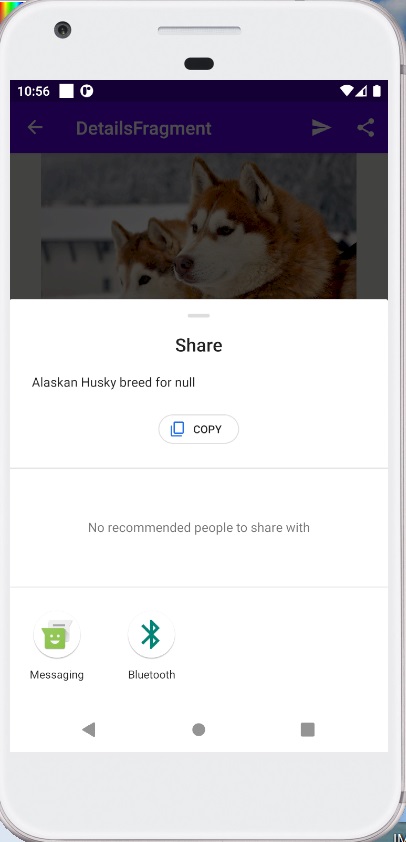 10:56
DetailsFragment
Share
Alaskan Husky breed for null
COPY
No recommended people to share with
Messaging
Bluetooth